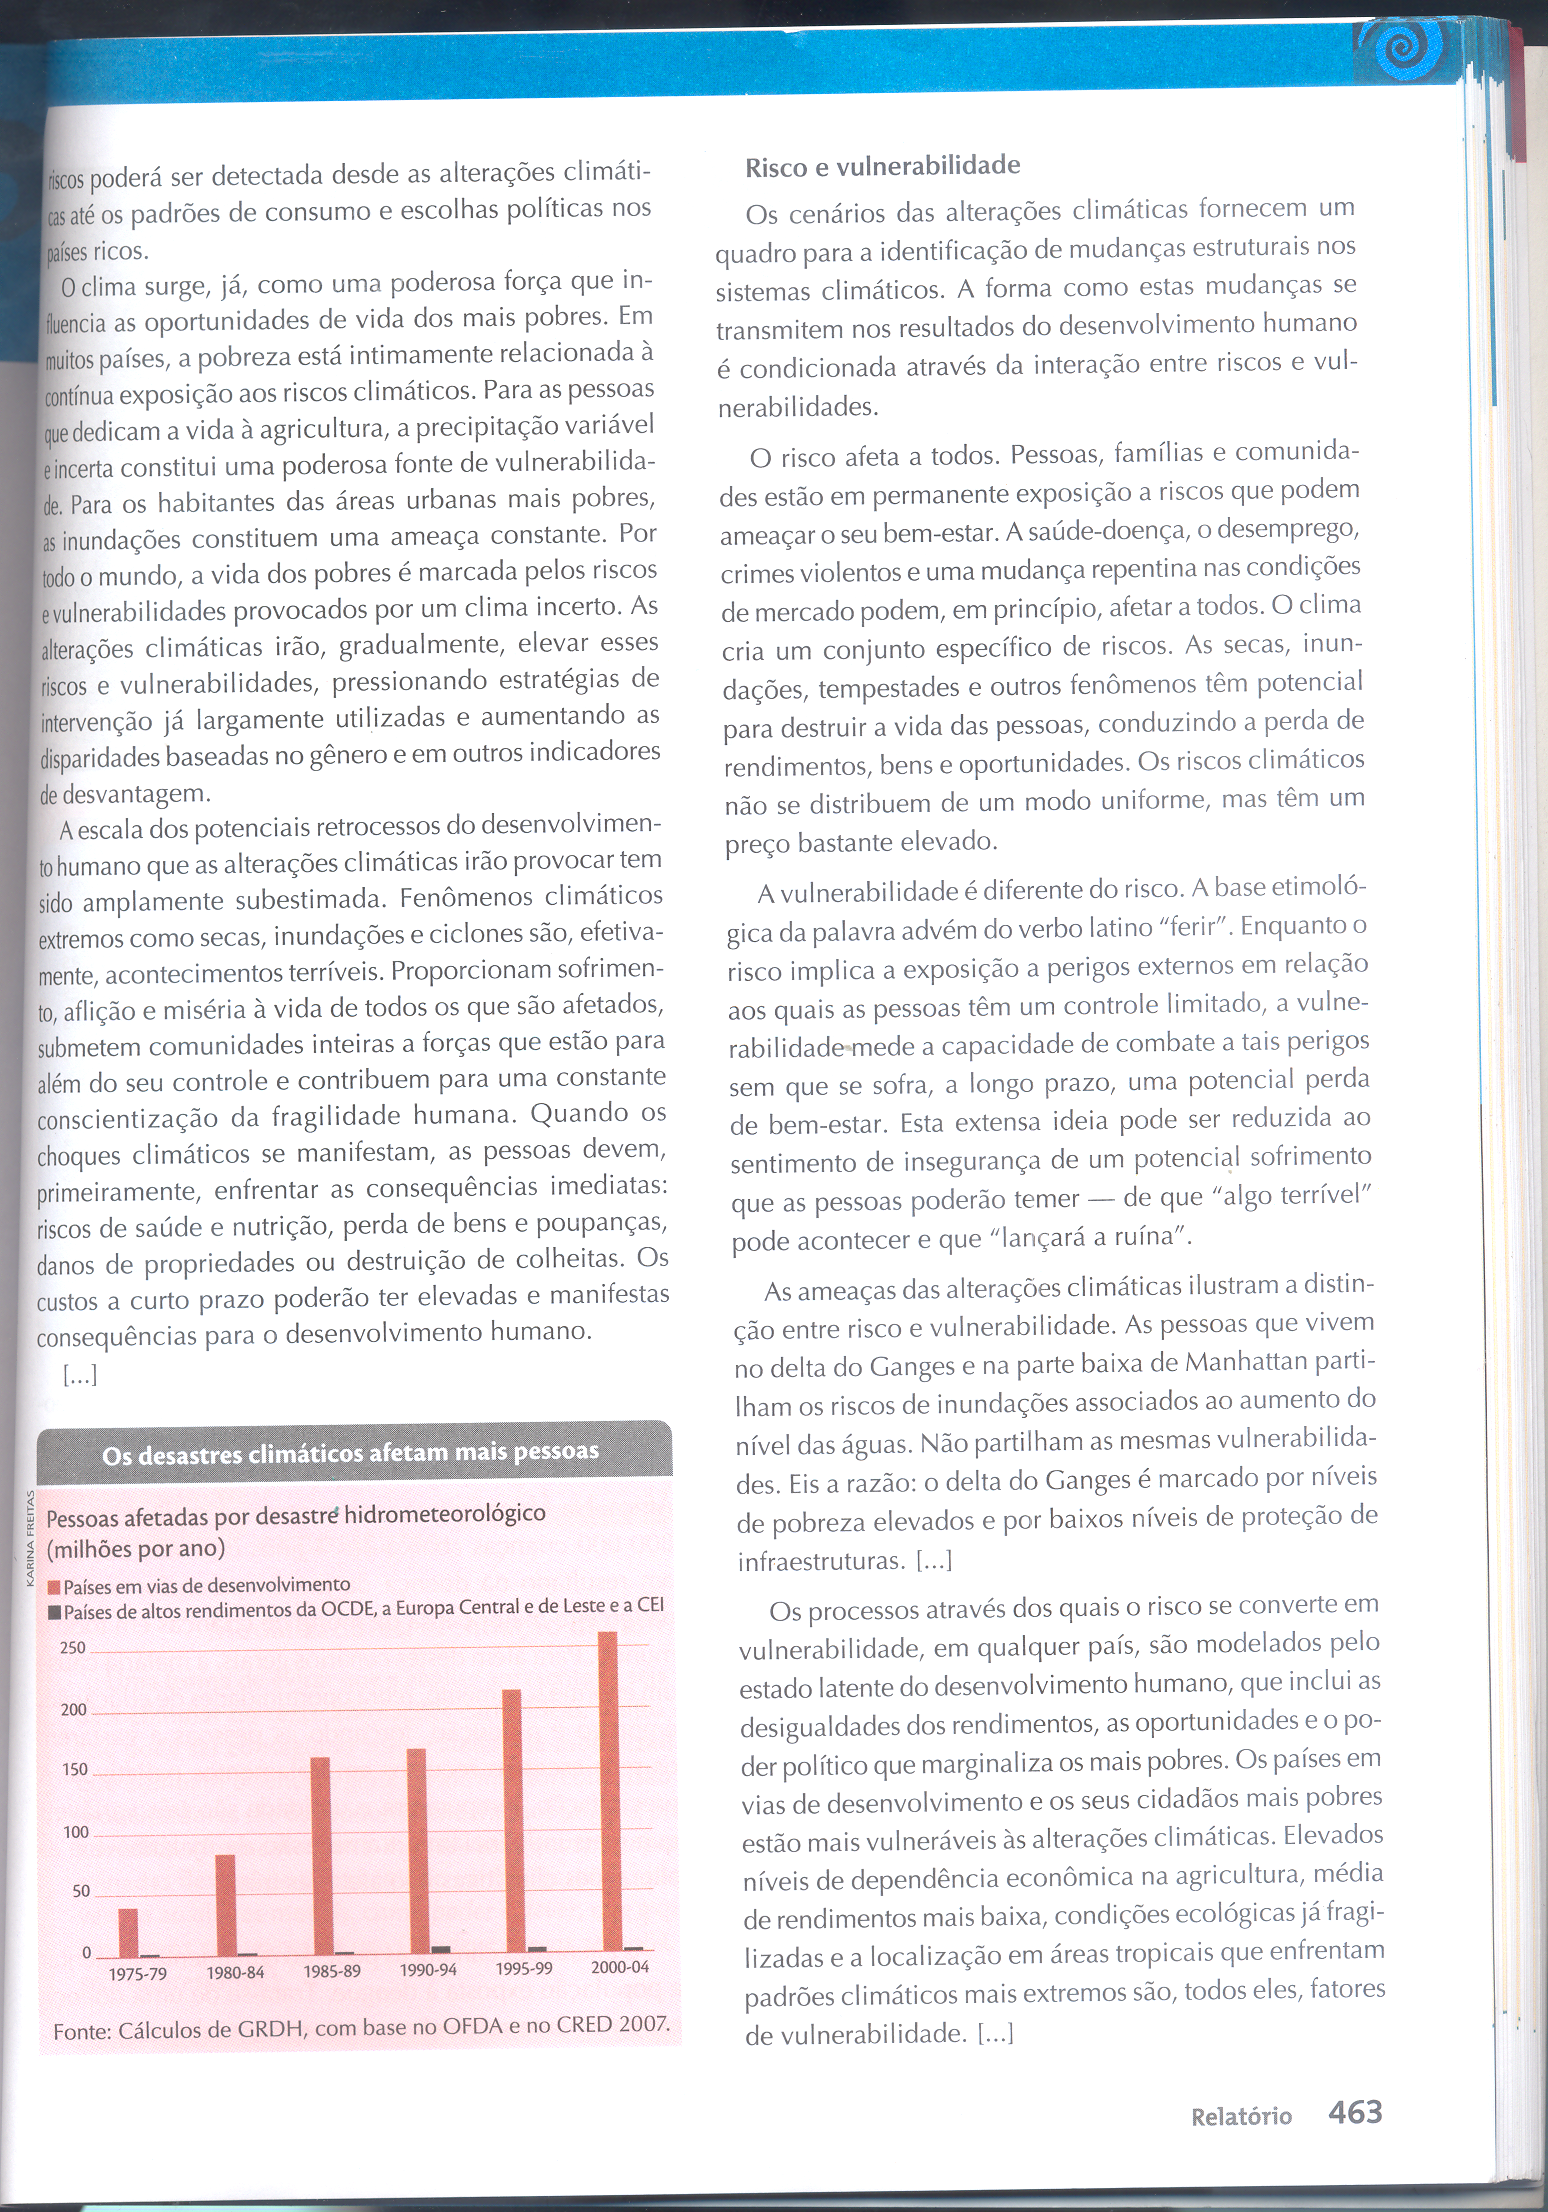 riscos poderá ser detectada desde as alterações climáti-
cas até os padrões de consumo e escolhas políticas nos
países ricos.
O clima surge, já, como uma poderosa força que in-
fluencia as oportunidades de vida dos mais pobres. Em
muitos países, a pobreza está intimamente relacionada à
contínua exposição aos riscos climáticos. Para as pessoas
que dedicam a vida à agricultura, a precipitação variável
e incerta constitui uma poderosa fonte de vulnerabilida-
de. Para os habitantes das áreas urbanas mais pobres,
as inundações constituem uma ameaça constante. Por
todo o mundo, a vida dos pobres é marcada pelos riscos
e vulnerabilidades provocados por um clima incerto. As
alterações climáticas irão, gradualmente, elevar esses
riscos e vulnerabilidades, pressionando estratégias de
intervenção já largamente utilizadas e aumentando as
disparidades baseadas no gênero e em outros indicadores
de desvantagem.
A escala dos potenciais retrocessos do desenvolvimen-
to humano que as alterações climáticas irão provocar tem
sido amplamente subestimada. Fenômenos climáticos
extremos como secas, inundações e ciclones são, efetiva-
mente, acontecimentos terríveis. Proporcionam sofrimen-
to, aflição e miséria à vida de todos os que são afetados,
submetem comunidades inteiras a forças que estão para
além do seu controle e contribuem para uma constante
conscientização da fragilidade humana. Quando os
choques climáticos se manifestam, as pessoas devem,
primeiramente, enfrentar as consequências imediatas:
riscos de saúde e nutrição, perda de bens e poupanças,
danos de propriedades ou destruição de colheitas. Os
custos a curto prazo poderão ter elevadas e manifestas
consequências para o desenvolvimento humano.
[...]
Os desastres climáticos afetam mais pessoas
KARINA FREITAS
Pessoas afetadas por desastre hidrometeorológico
(milhões por ano)
Países em vias de desenvolvimento
Países de altos rendimentos da OCDE, a Europa Central e de Leste e a CEI
250
200
150
100
50
0
1975-79 1980-84 1985-89 1990-94 1995-99 2000-04
Fonte: Cálculos de GRDH, com base no OFDA e no CRED 2007.
Risco e vulnerabilidade
Os cenários das alterações climáticas fornecem um
quadro para a identificação de mudanças estruturais nos
sistemas climáticos. A forma como estas mudanças se
transmitem nos resultados do desenvolvimento humano
é condicionada através da interação entre riscos e vul-
nerabilidades.
O risco afeta a todos. Pessoas, famílias e comunida-
des estão em permanente exposição a riscos que podem
ameaçar o seu bem-estar. A saúde-doença, o desemprego,
crimes violentos e uma mudança repentina nas condições
de mercado podem, em princípio, afetar a todos. O clima
cria um conjunto específico de riscos. As secas, inun-
dações, tempestades e outros fenômenos têm potencial
para destruir a vida das pessoas, conduzindo a perda de
rendimentos, bens e oportunidades. Os riscos climáticos
não se distribuem de um modo uniforme, mas têm um
preço bastante elevado.
A vulnerabilidade é diferente do risco. A base etimoló-
gica da palavra advém do verbo latino "ferir". Enquanto o
risco implica a exposição a perigos externos em relação
aos quais as pessoas têm um controle limitado, a vulne-
rabilidade mede a capacidade de combate a tais perigos
sem que se sofra, a longo prazo, uma potencial perda
de bem-estar. Esta extensa ideia pode ser reduzida ao
sentimento de insegurança de um potencial sofrimento
que as pessoas poderão temer — de que "algo terrível"
pode acontecer e que "lançará a ruína".
As ameaças das alterações climáticas ilustram a distin-
ção entre risco e vulnerabilidade. As pessoas que vivem
no delta do Ganges e na parte baixa de Manhattan parti-
lham os riscos de inundações associados ao aumento do
nível das águas. Não partilham as mesmas vulnerabilida-
des. Eis a razão: o delta do Ganges é marcado por níveis
de pobreza elevados e por baixos níveis de proteção de
infraestruturas. [...]
Os processos através dos quais o risco se converte em
vulnerabilidade, em qualquer país, são modelados pelo
estado latente do desenvolvimento humano, que inclui as
desigualdades dos rendimentos, as oportunidades e o po-
der político que marginaliza os mais pobres. Os países em
vias de desenvolvimento e os seus cidadãos mais pobres
estão mais vulneráveis às alterações climáticas. Elevados
níveis de dependência econômica na agricultura, média
de rendimentos mais baixa, condições ecológicas já fragi-
lizadas e a localização em áreas tropicais que enfrentam
padrões climáticos mais extremos são, todos eles, fatores
de vulnerabilidade. [...]
Relatório 463